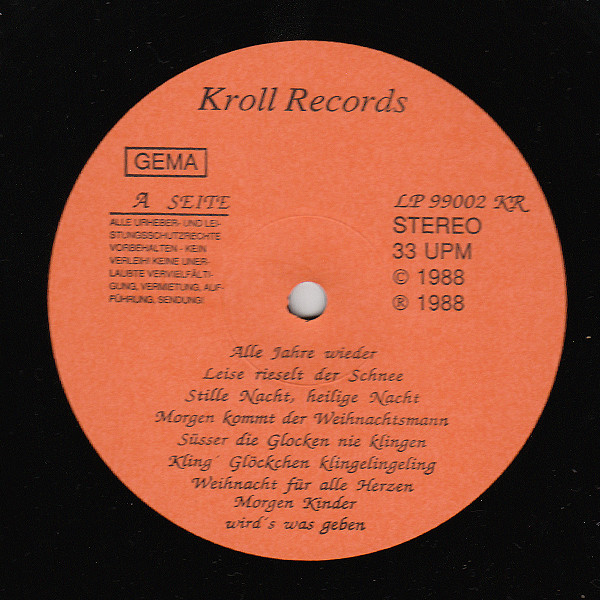 Kroll Records
GEMA
A SEITE
ALLE URHEBER- UND LEI-
STUNGSSCHUTZRECHTE
VORBEHALTEN - KEIN
VERLEIH! KEINE UNER-
LAUBTE VERVIELFÄLTI-
GUNG, VERMIETUNG, AUF-
FÜHRUNG, SENDUNG!
LP 99002 KR
STEREO
33 UPM
© 1988
® 1988
Alle Jahre wieder
Leise rieselt der Schnee
Stille Nacht, heilige Nacht
Morgen kommt der Weihnachtsmann
Süsser die Glocken nie klingen
Kling´ Glöckchen klingelingeling
Weihnacht für alle Herzen
Morgen Kinder
wird´s was geben